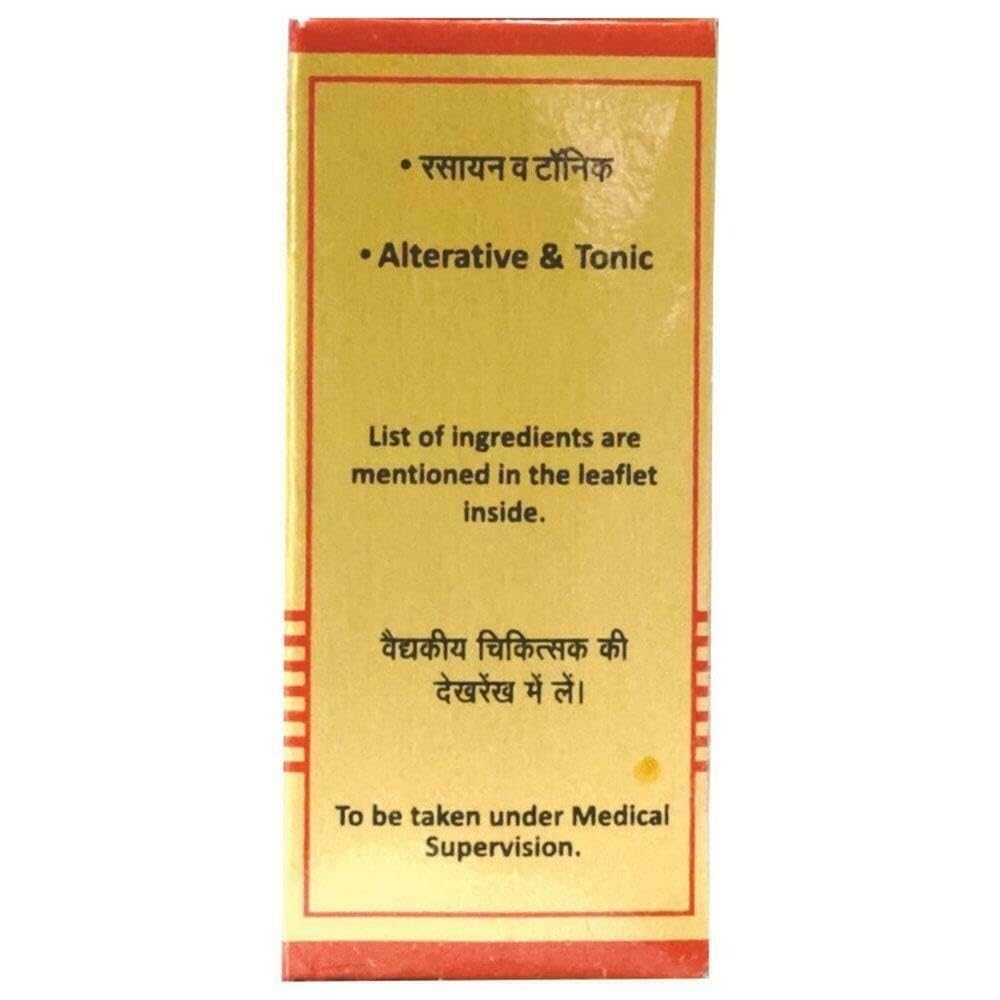 • रसायन व टॉनिक
• Alterative & Tonic
List of ingredients are
mentioned in the leaflet
inside.
वैद्यकीय चिकित्सक की
देखरेंख में लें।
To be taken under Medical
Supervision.